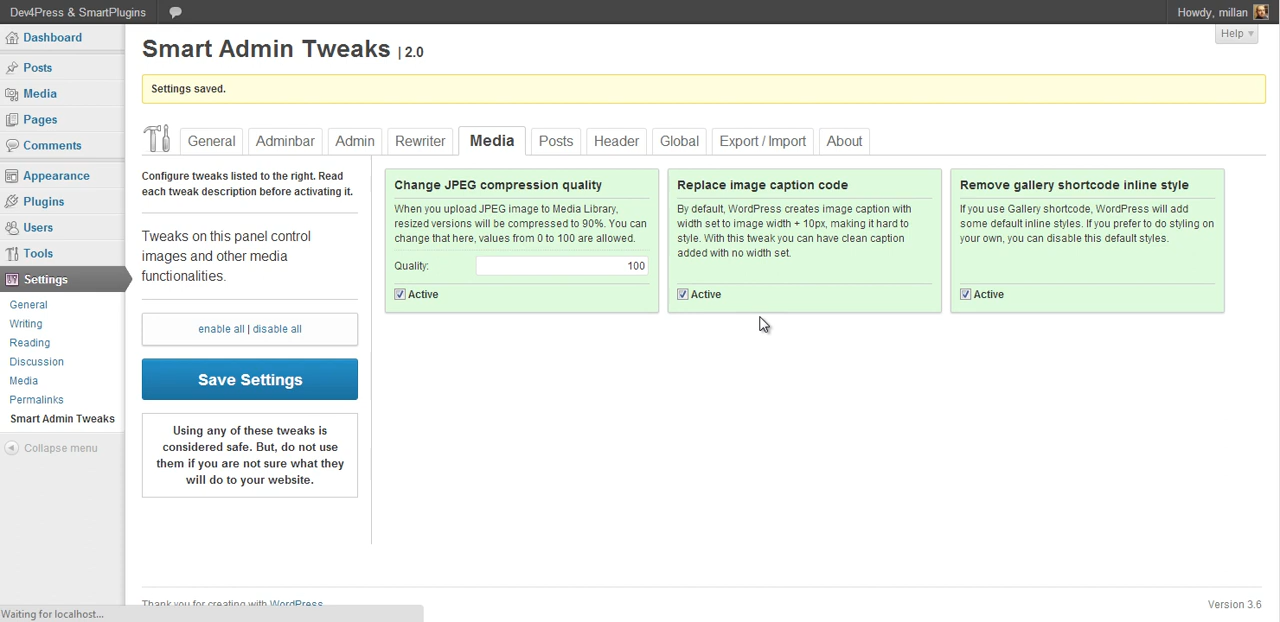 Dev4Press & SmartPlugins
Howdy, millan
Help
Dashboard
Posts
Media
Pages
Comments
Appearance
Plugins
Users
Tools
Settings
General
Writing
Reading
Discussion
Media
Permalinks
Smart Admin Tweaks
Collapse menu
Smart Admin Tweaks | 2.0
Settings saved.
General
Adminbar
Admin
Rewriter
Media
Posts
Header
Global
Export / Import
About
Configure tweaks listed to the right. Read
each tweak description before activating it.
Tweaks on this panel control
images and other media
functionalities.
enable all | disable all
Save Settings
Using any of these tweaks is
considered safe. But, do not use
them if you are not sure what they
will do to your website.
Change JPEG compression quality
When you upload JPEG image to Media Library,
resized versions will be compressed to 90%. You can
change that here, values from 0 to 100 are allowed.
Quality: 100
Active
Replace image caption code
By default, WordPress creates image caption with
width set to image width + 10px, making it hard to
style. With this tweak you can have clean caption
added with no width set.
Active
Remove gallery shortcode inline style
If you use Gallery shortcode, WordPress will add
some default inline styles. If you prefer to do styling on
your own, you can disable this default styles.
Active
Thank you for creating with WordPress
Version 3.6
Waiting for localhost...